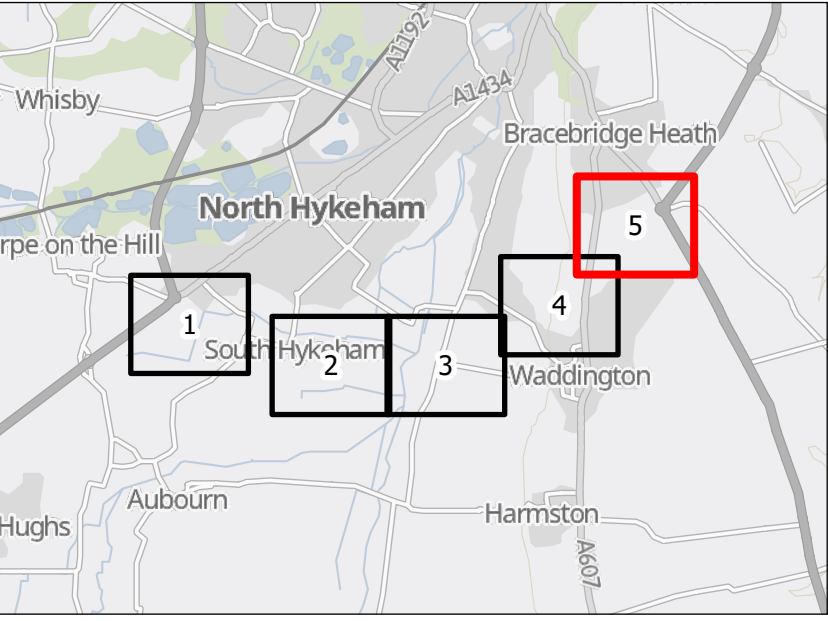 A1192
A1434
Whisby
Bracebridge Heath
North Hykeham
5
rpe on the Hill
4
1
South Hykeham
2
3
Waddington
Aubourn
Harmston
Hughs
A607